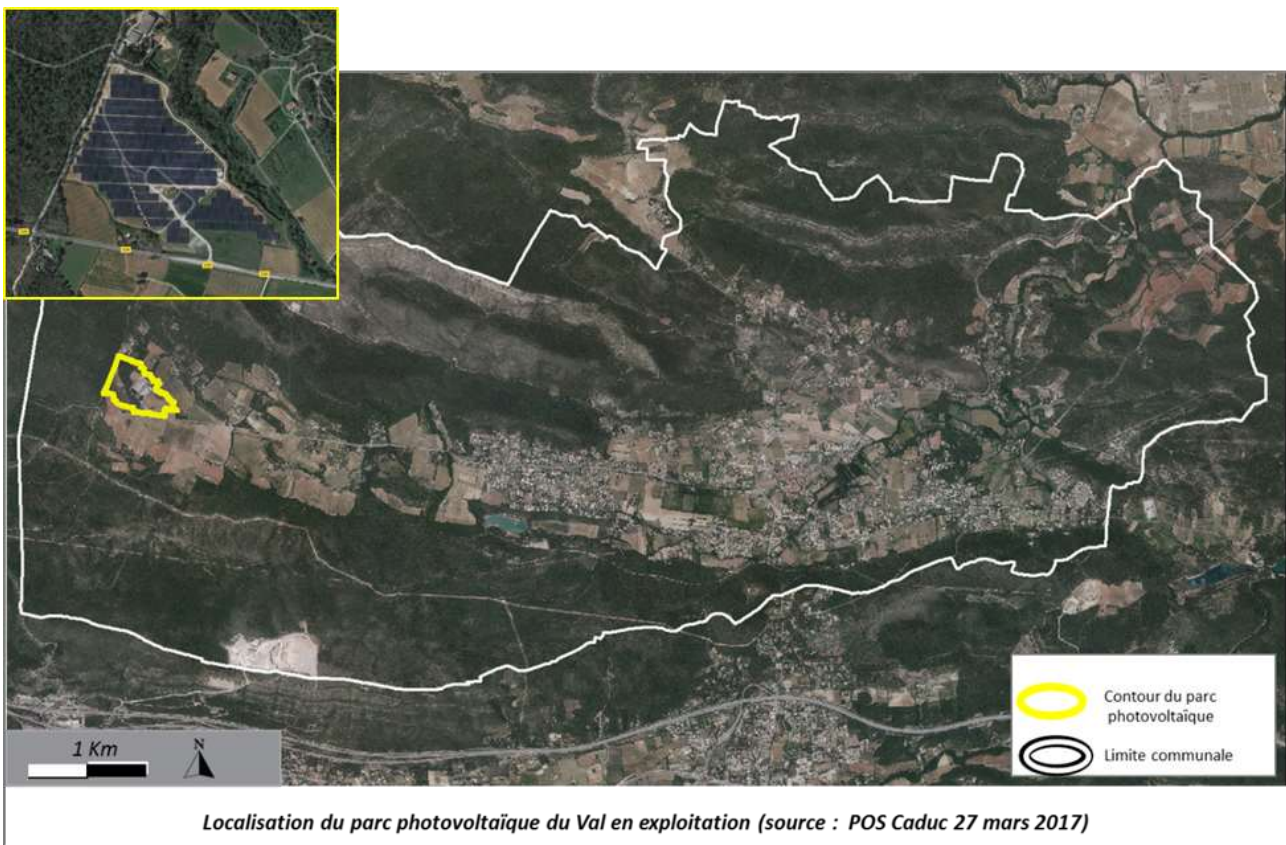 Contour du parc
photovoltaïque
Limite communale
1 Km
N
Localisation du parc photovoltaïque du Val en exploitation (source : POS Caduc 27 mars 2017)